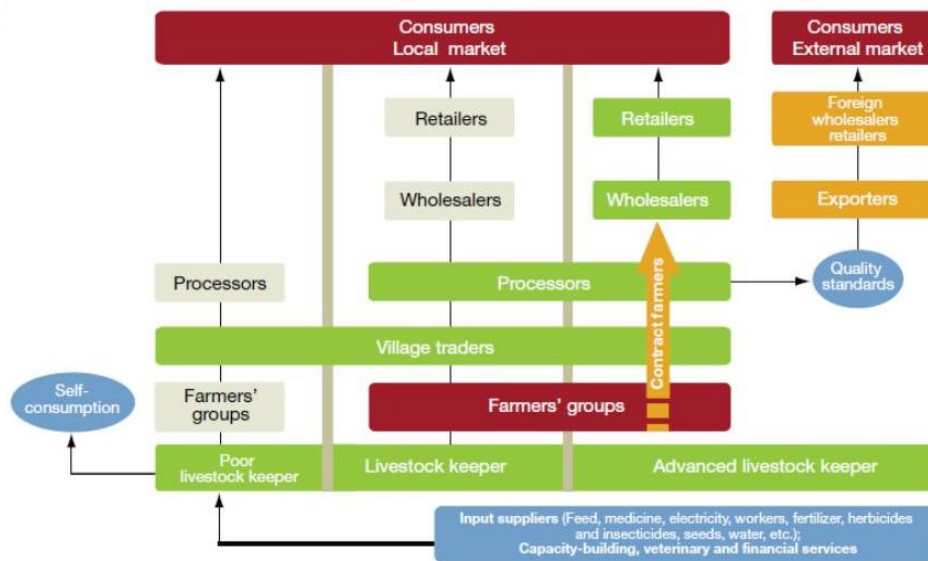 Consumers
Local market
Consumers
External market
Retailers
Retailers
Foreign
wholesalers
retailers
Wholesalers
Wholesalers
Exporters
Processors
Processors
Contract farmers
Quality
standards
Village traders
Self-
consumption
Farmers'
groups
Farmers' groups
Poor
livestock keeper
Livestock keeper
Advanced livestock keeper
Input suppliers (Feed, medicine, electricity, workers, fertilizer, herbicides
and insecticides, seeds, water, etc.);
Capacity-building, veterinary and financial services